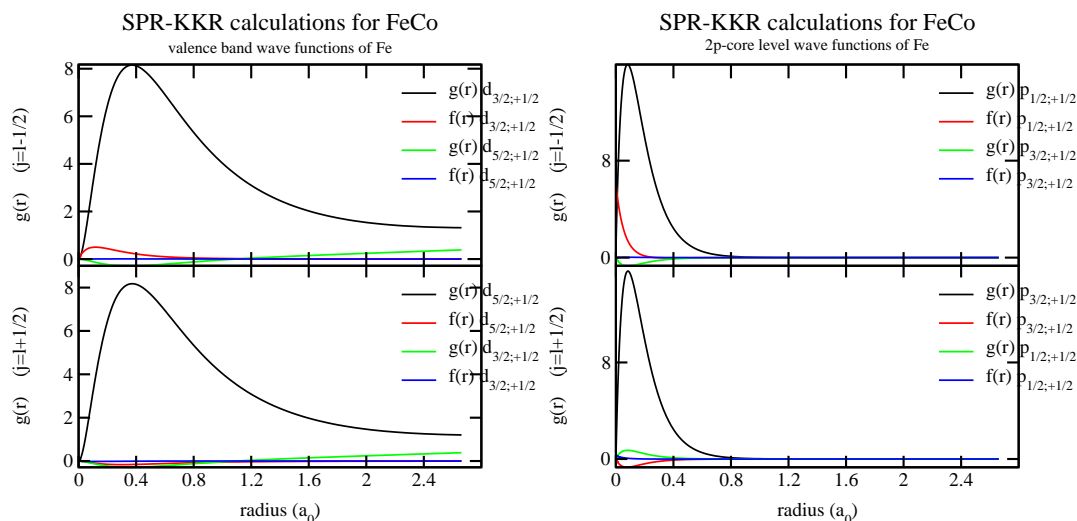 SPR-KKR calculations for FeCo
valence band wave functions of Fe
g(r) (j=l-1/2)
8
6
4
2
0
g(r) d3/2;+1/2
f(r) d3/2;+1/2
g(r) d5/2;+1/2
f(r) d5/2;+1/2
g(r) (j=l+1/2)
8
6
4
2
0
g(r) d5/2;+1/2
f(r) d5/2;+1/2
g(r) d3/2;+1/2
f(r) d3/2;+1/2
0 0.4 0.8 1.2 1.6 2 2.4
radius (a0)
SPR-KKR calculations for FeCo
2p-core level wave functions of Fe
g(r) (j=l-1/2)
8
0
g(r) p1/2;+1/2
f(r) p1/2;+1/2
g(r) p3/2;+1/2
f(r) p3/2;+1/2
g(r) (j=l+1/2)
8
0
g(r) p3/2;+1/2
f(r) p3/2;+1/2
g(r) p1/2;+1/2
f(r) p1/2;+1/2
0 0.4 0.8 1.2 1.6 2 2.4
radius (a0)